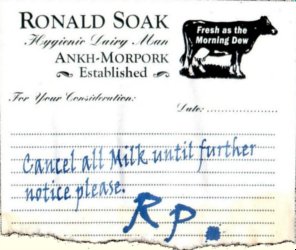 RONALD SOAK
Hygienic Dairy Man
ANKH-MORPORK
Established
Fresh as the
Morning Dew
For Your Consideration:
Date: ....................
Cancel all Milk until further
notice please.
RP.